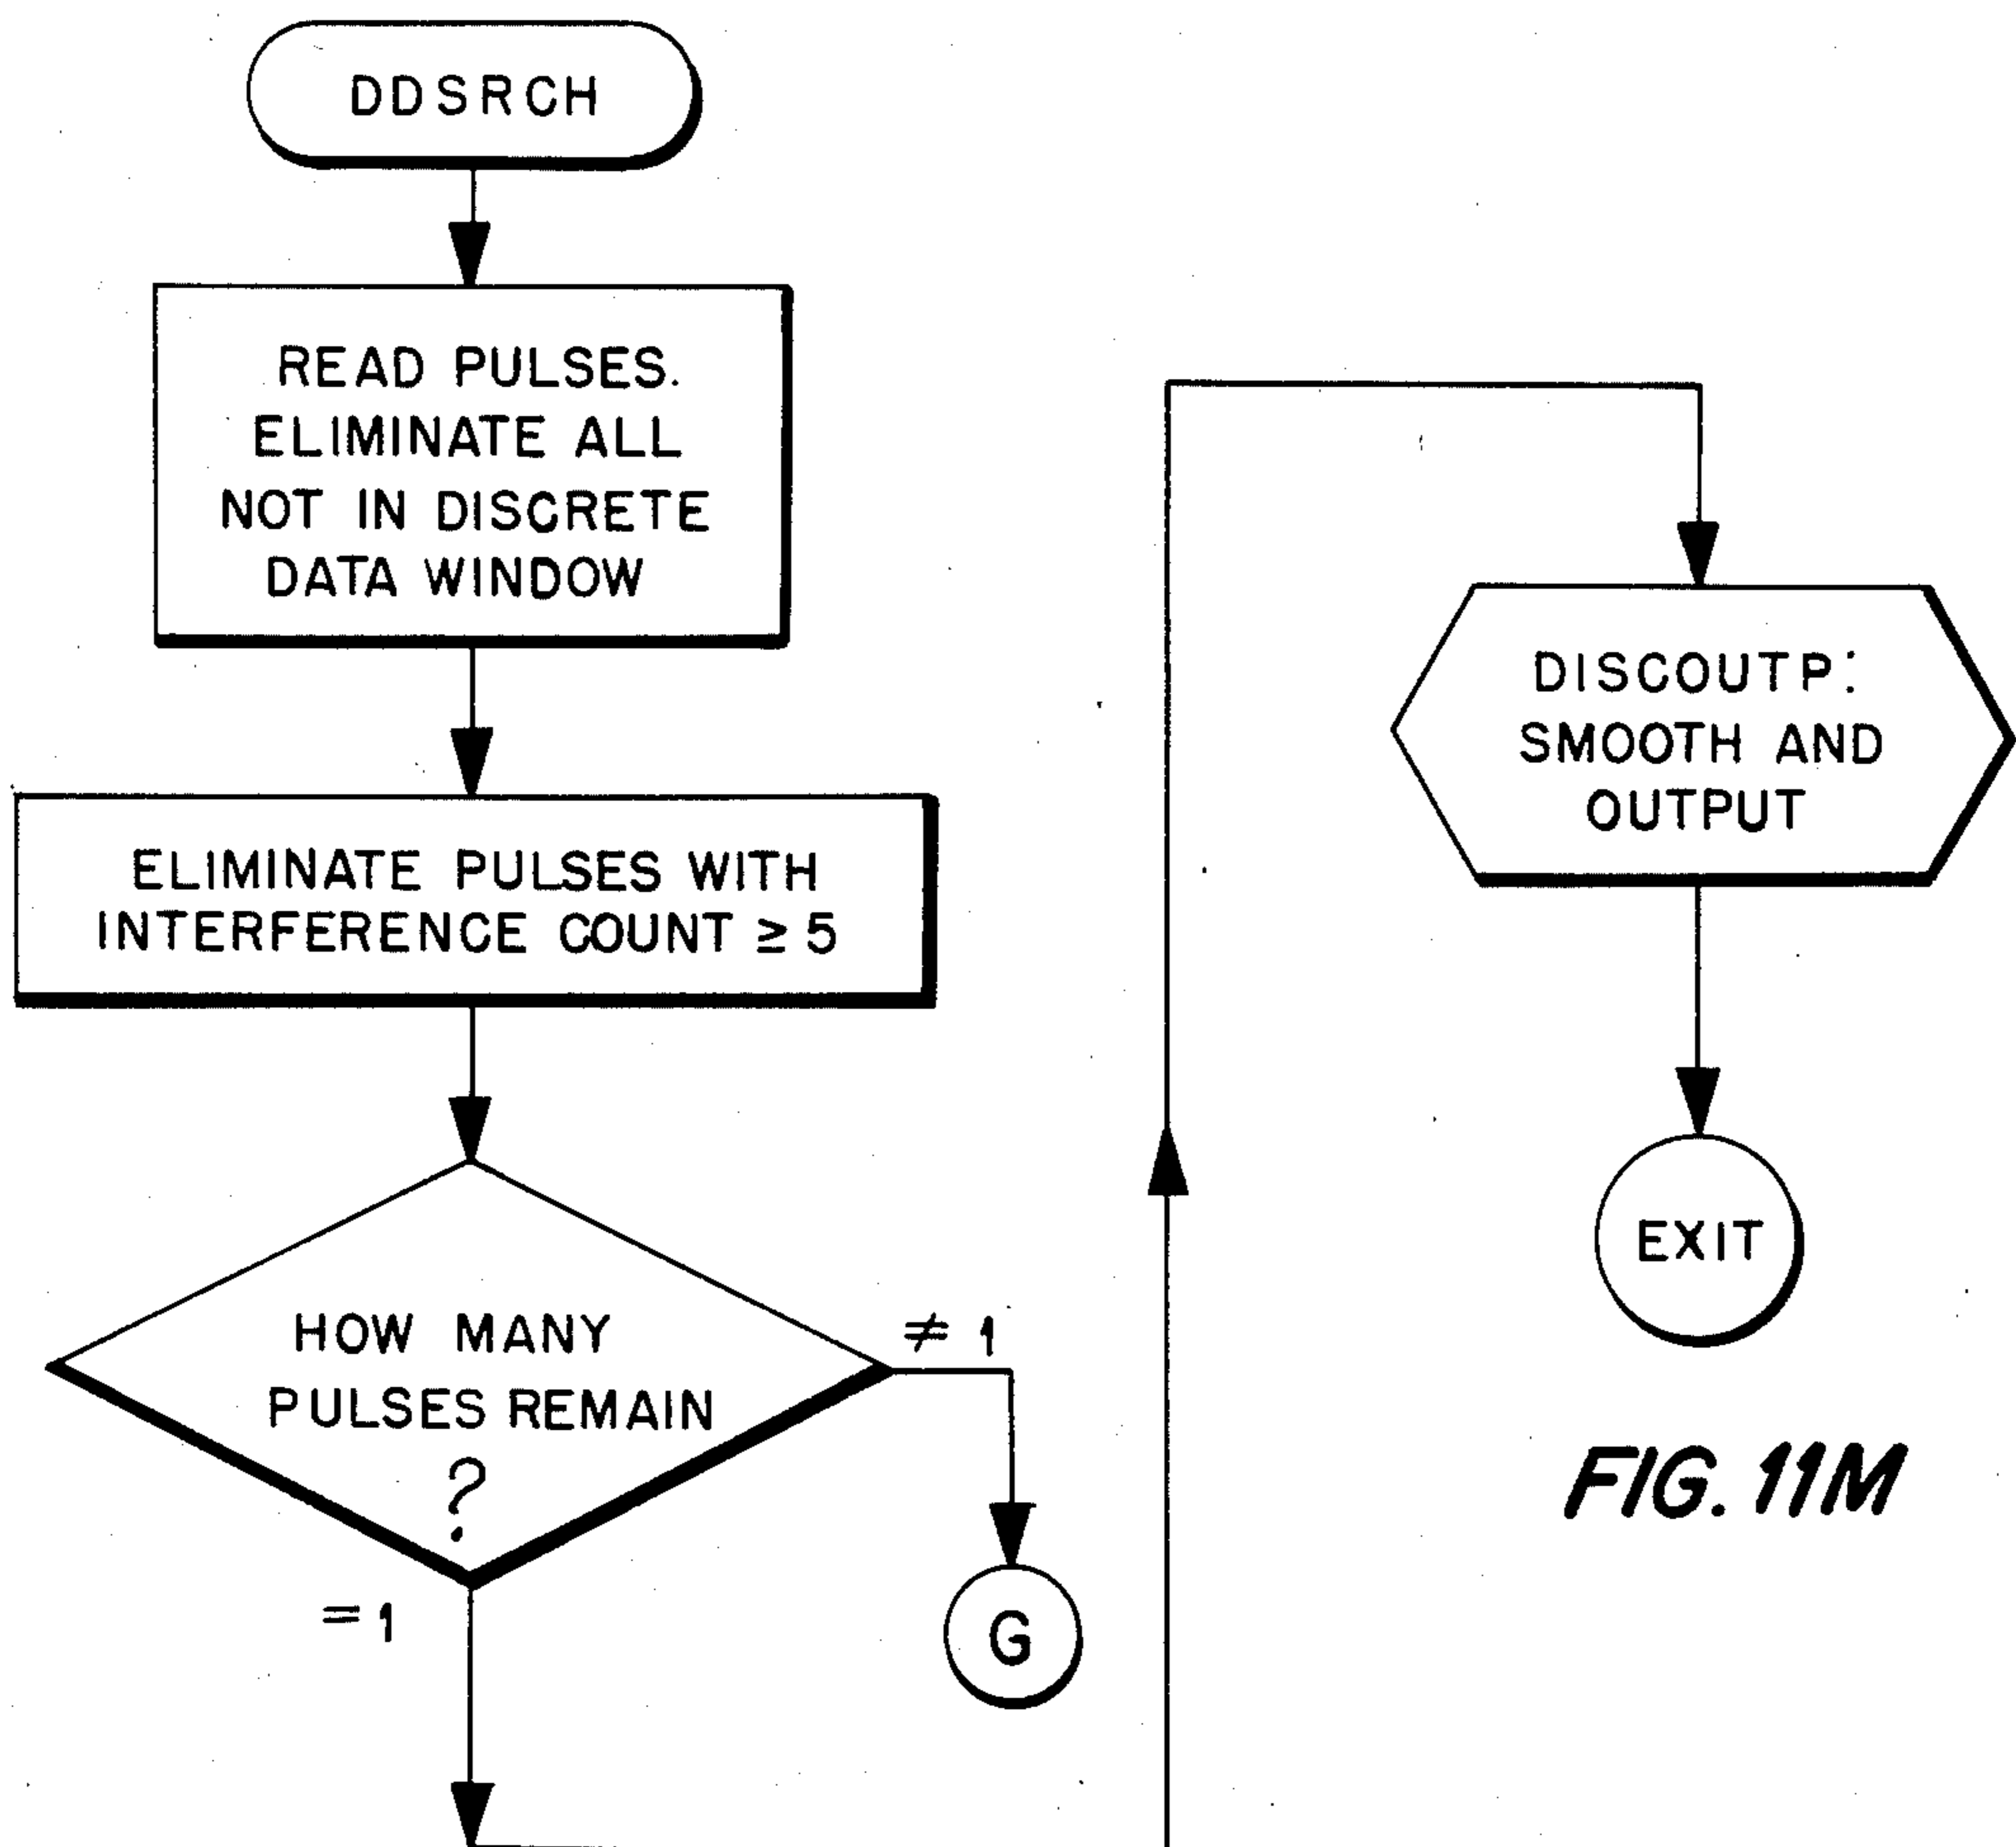 DDSRCH
READ PULSES.
ELIMINATE ALL
NOT IN DISCRETE
DATA WINDOW
ELIMINATE PULSES WITH
INTERFERENCE COUNT ≥ 5
HOW MANY
PULSES REMAIN
?
≠ 1
= 1
G
DISCOUTP:
SMOOTH AND
OUTPUT
EXIT
FIG. 11M